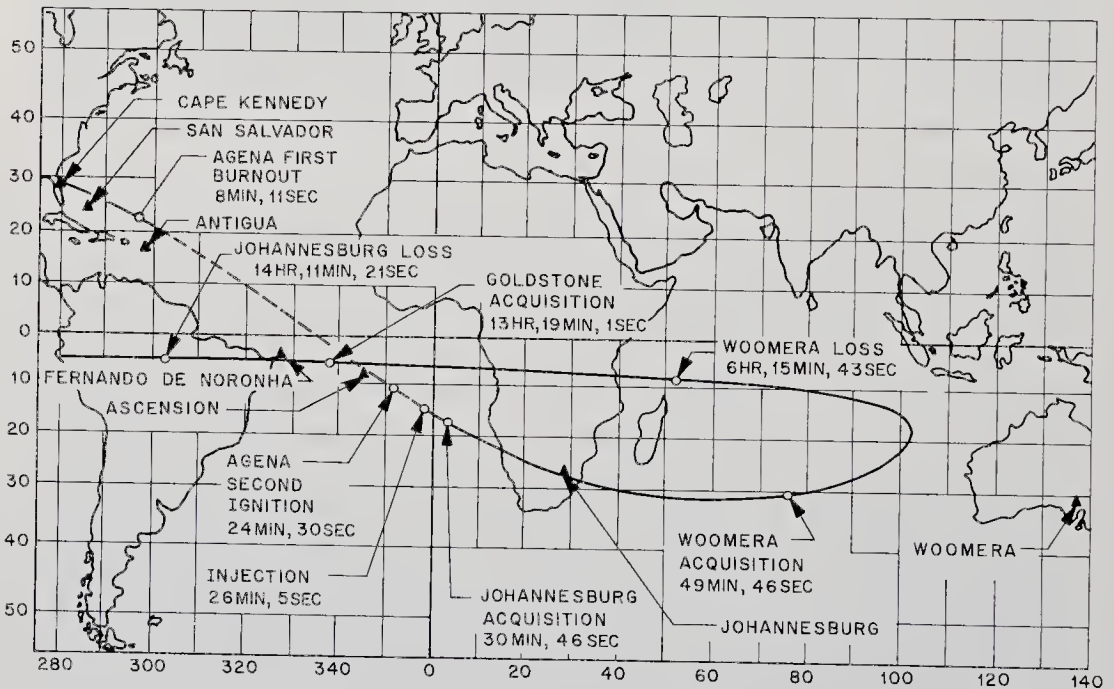 50
40
30
20
10
0
10
20
30
40
50
CAPE KENNEDY
SAN SALVADOR
AGENA FIRST
BURNOUT
8MIN, 11SEC
ANTIGUA
JOHANNESBURG LOSS
14HR,11MIN, 21SEC
GOLDSTONE
ACQUISITION
13HR,19MIN, 1SEC
WOOMERA LOSS
6HR, 15MIN, 43SEC
FERNANDO DE NORONHA
ASCENSION
AGENA
SECOND
IGNITION
24MIN, 30SEC
INJECTION
26MIN, 5SEC
JOHANNESBURG
ACQUISITION
30MIN, 46SEC
WOOMERA
ACQUISITION
49MIN, 46SEC
JOHANNESBURG
WOOMERA
280 300 320 340 0 20 40 60 80 100 120 140